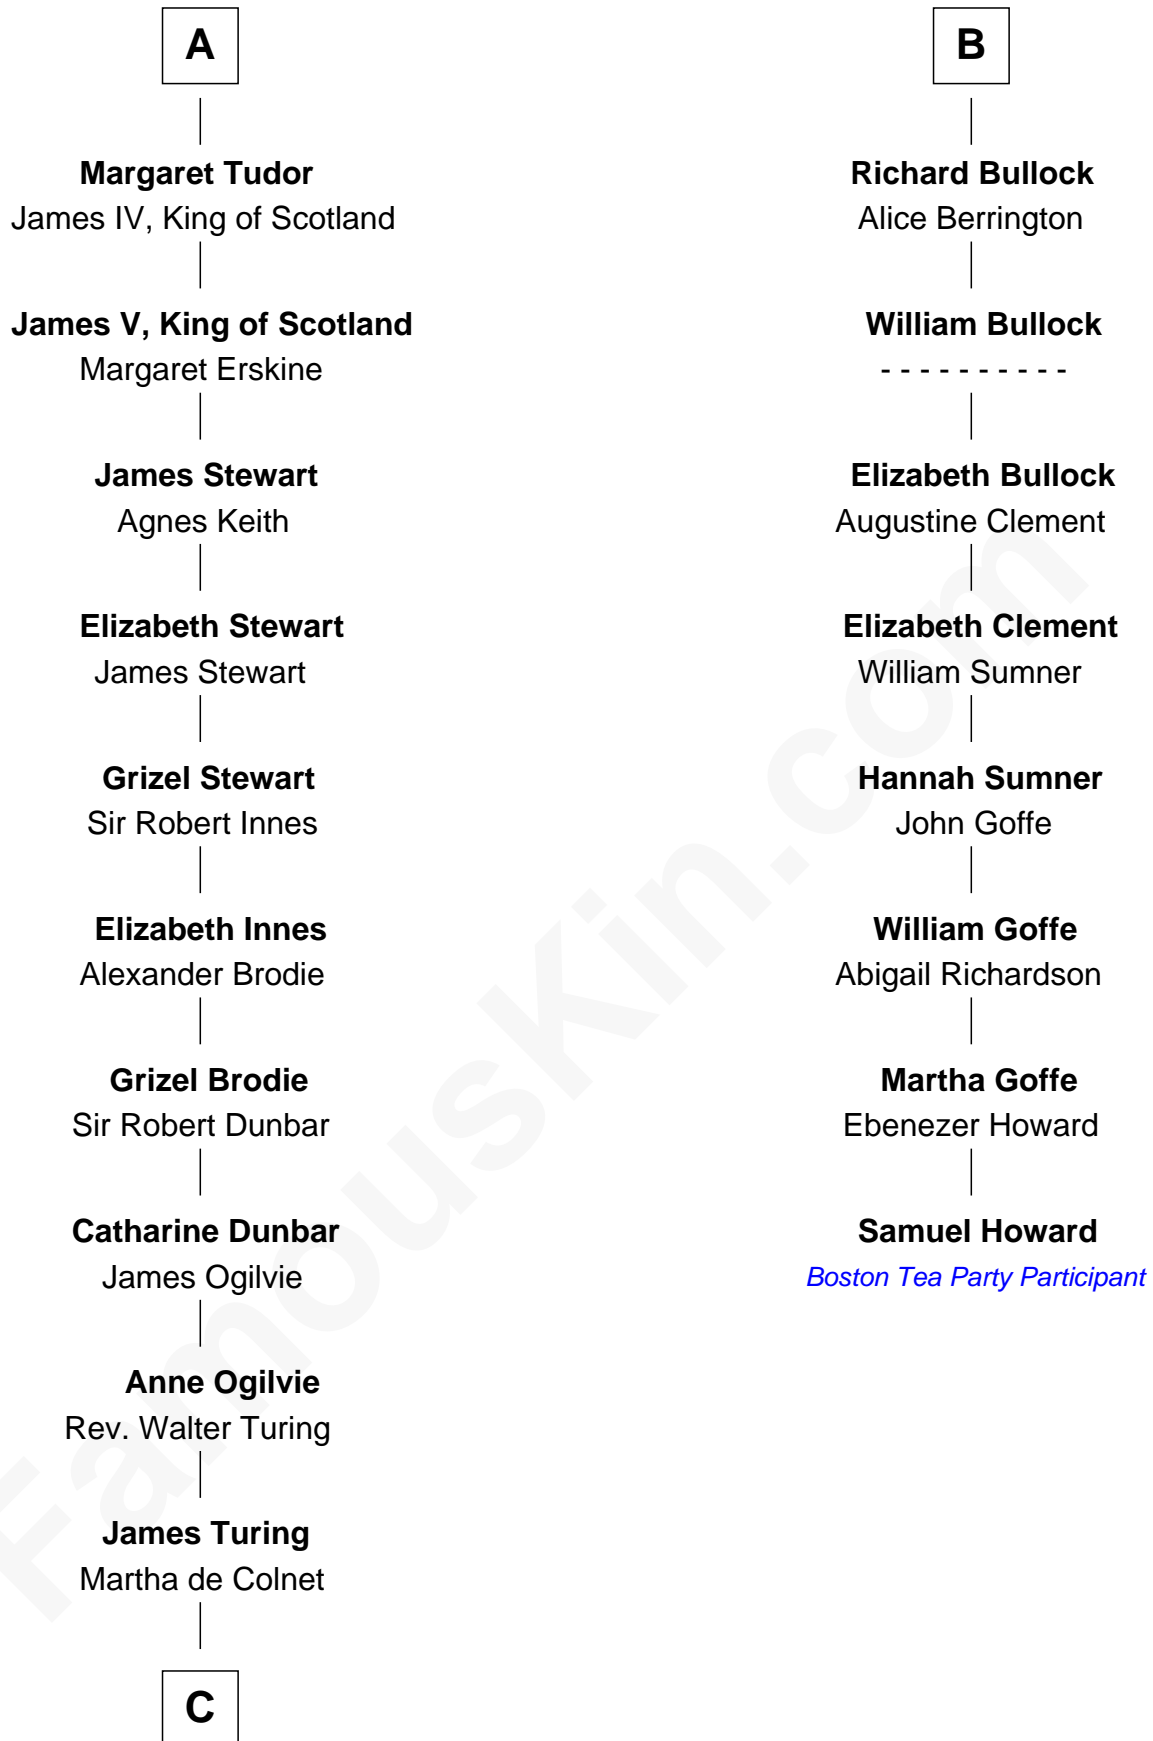 A
Margaret Tudor
James IV, King of Scotland
James V, King of Scotland
Margaret Erskine
James Stewart
Agnes Keith
Elizabeth Stewart
James Stewart
Grizel Stewart
Sir Robert Innes
Elizabeth Innes
Alexander Brodie
Grizel Brodie
Sir Robert Dunbar
Catharine Dunbar
James Ogilvie
Anne Ogilvie
Rev. Walter Turing
James Turing
Martha de Colnet
C
B
Richard Bullock
Alice Berrington
William Bullock
- - - - - - - - - -
Elizabeth Bullock
Augustine Clement
Elizabeth Clement
William Sumner
Hannah Sumner
John Goffe
William Goffe
Abigail Richardson
Martha Goffe
Ebenezer Howard
Samuel Howard
Boston Tea Party Participant
FamousKin.com